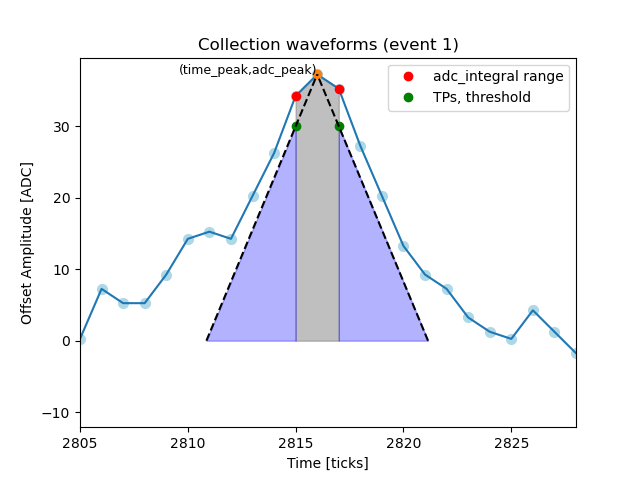 Collection waveforms (event 1)
(time_peak,adc_peak)
adc_integral range
TPs, threshold
Offset Amplitude [ADC]
30
20
10
0
−10
2805 2810 2815 2820 2825
Time [ticks]